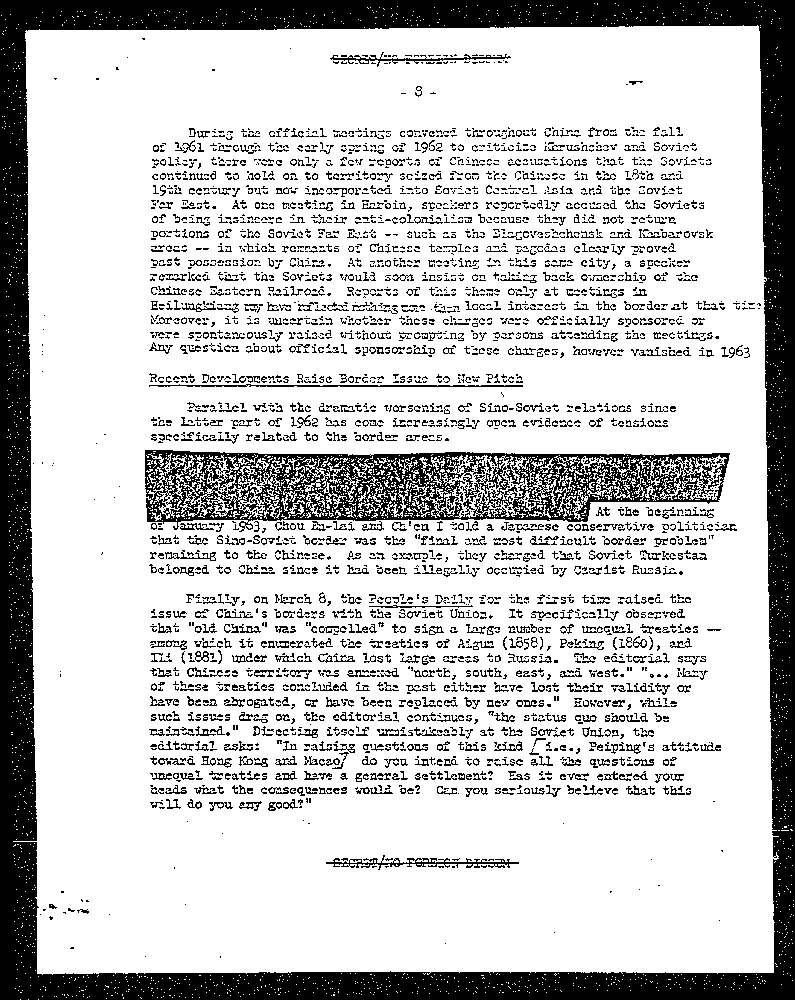 SECRET/NO FOREIGN DISSEM
- 8 -
During the official meetings convened throughout China from the fall
of 1961 through the early spring of 1962 to criticize Khrushchev and Soviet
policy, there were only a few reports of Chinese accusations that the Soviets
continued to hold on to territory seized from the Chinese in the 18th and
19th century but now incorporated into Soviet Central Asia and the Soviet
Far East. At one meeting in Harbin, speakers reportedly accused the Soviets
of being insincere in their anti-colonialism because they did not return
portions of the Soviet Far East -- such as the Blagoveshchensk and Khabarovsk
areas -- in which remnants of Chinese temples and pagodas clearly proved
past possession by China. At another meeting in this same city, a speaker
remarked that the Soviets would soon insist on taking back ownership of the
Chinese Eastern Railroad. Reports of this theme only at meetings in
Heilungkiang may have reflected nothing more than local interest in the border at that time
Moreover, it is uncertain whether these charges were officially sponsored or
were spontaneously raised without prompting by persons attending the meetings.
Any question about official sponsorship of these charges, however vanished in 1963
Recent Developments Raise Border Issue to New Pitch
Parallel with the dramatic worsening of Sino-Soviet relations since
the latter part of 1962 has come increasingly open evidence of tensions
specifically related to the border areas.
At the beginning
of January 1963, Chou En-lai and Ch'en I told a Japanese conservative politician
that the Sino-Soviet border was the "final and most difficult border problem"
remaining to the Chinese. As an example, they charged that Soviet Turkestan
belonged to China since it had been illegally occupied by Czarist Russia.
Finally, on March 8, the People's Daily for the first time raised the
issue of China's borders with the Soviet Union. It specifically observed
that "old China" was "compelled" to sign a large number of unequal treaties --
among which it enumerated the treaties of Aigun (1858), Peking (1860), and
Ili (1881) under which China lost large areas to Russia. The editorial says
that Chinese territory was annexed "north, south, east, and west." "... Many
of these treaties concluded in the past either have lost their validity or
have been abrogated, or have been replaced by new ones." However, while
such issues drag on, the editorial continues, "the status quo should be
maintained." Directing itself unmistakeably at the Soviet Union, the
editorial asks: "In raising questions of this kind [i.e., Peiping's attitude
toward Hong Kong and Macao] do you intend to raise all the questions of
unequal treaties and have a general settlement? Has it ever entered your
heads what the consequences would be? Can you seriously believe that this
will do you any good?"
SECRET/NO FOREIGN DISSEM